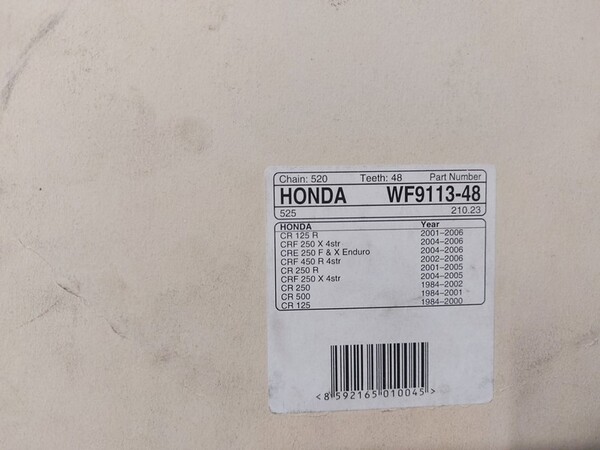 Chain: 520 Teeth: 48 Part Number
HONDA WF9113-48
525 210.23
HONDA Year
CR 125 R 2001-2006
CRF 250 X 4str 2004-2006
CRE 250 F & X Enduro 2004-2006
CRF 450 R 4str 2002-2006
CR 250 R 2001-2005
CRF 250 X 4str 2004-2005
CR 250 1984-2002
CR 500 1984-2001
CR 125 1984-2000
<8 592165 010045>